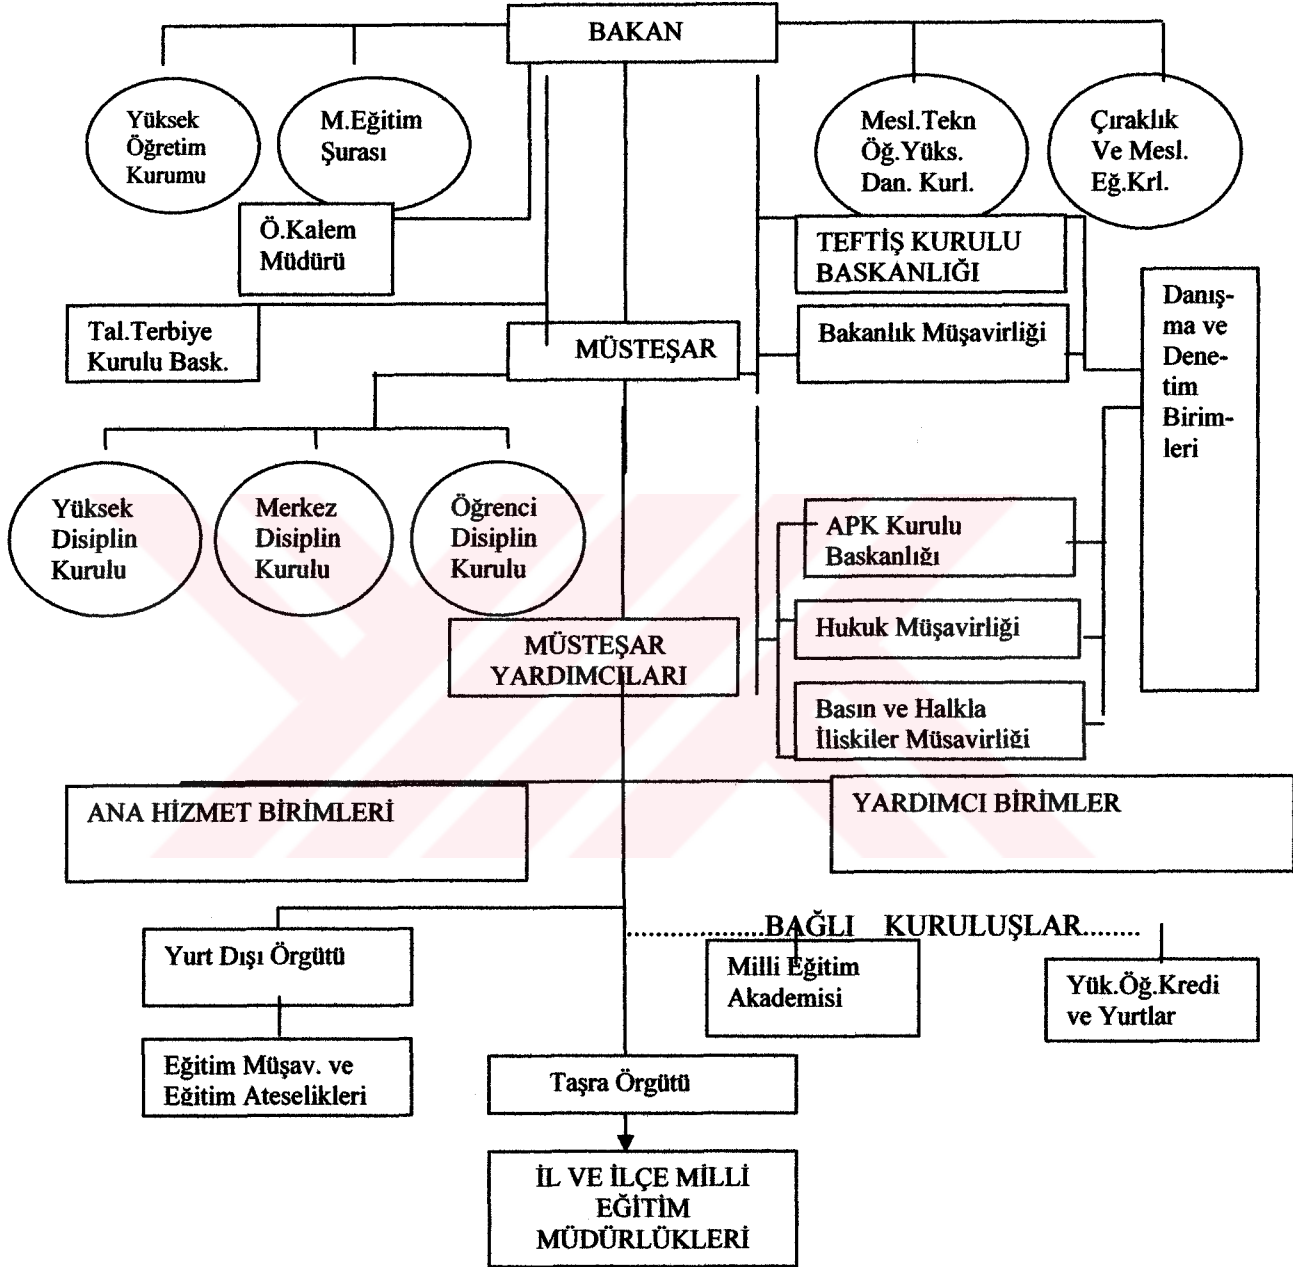 BAKAN
Yüksek
Öğretim
Kurumu
M.Eğitim
Şurası
Mesl.Tekn
Öğ.Yüks.
Dan. Kurl.
Çıraklık
Ve Mesl.
Eğ.Krl.
Ö.Kalem
Müdürü
TEFTİŞ KURULU
BASKANLIĞI
Tal.Terbiye
Kurulu Bask.
MÜSTEŞAR
Bakanlık Müşavirliği
Danış-
ma ve
Dene-
tim
Birim-
leri
Yüksek
Disiplin
Kurulu
Merkez
Disiplin
Kurulu
Öğrenci
Disiplin
Kurulu
APK Kurulu
Baskanlığı
Hukuk Müşavirliği
MÜSTEŞAR
YARDIMCILARI
Basın ve Halkla
İliskiler Müsavirliği
ANA HİZMET BİRİMLERİ
YARDIMCI BİRİMLER
...................BAĞLI KURULUŞLAR........
Yurt Dışı Örgütü
Milli Eğitim
Akademisi
Yük.Öğ.Kredi
ve Yurtlar
Eğitim Müşav. ve
Eğitim Ateselikleri
Taşra Örgütü
İL VE İLÇE MİLLİ
EĞİTİM
MÜDÜRLÜKLERİ